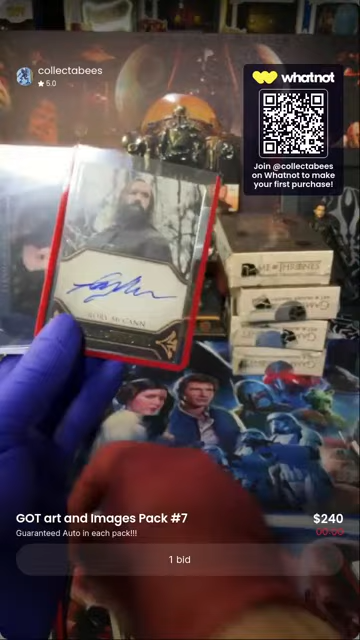 collectabees
★ 5.0
whatnot
Join @collectabees
on Whatnot to make
your first purchase!
RORY McCANN
GAME OF THRONES
GOT art and Images Pack #7
$240
Guaranteed Auto in each pack!!!
1 bid